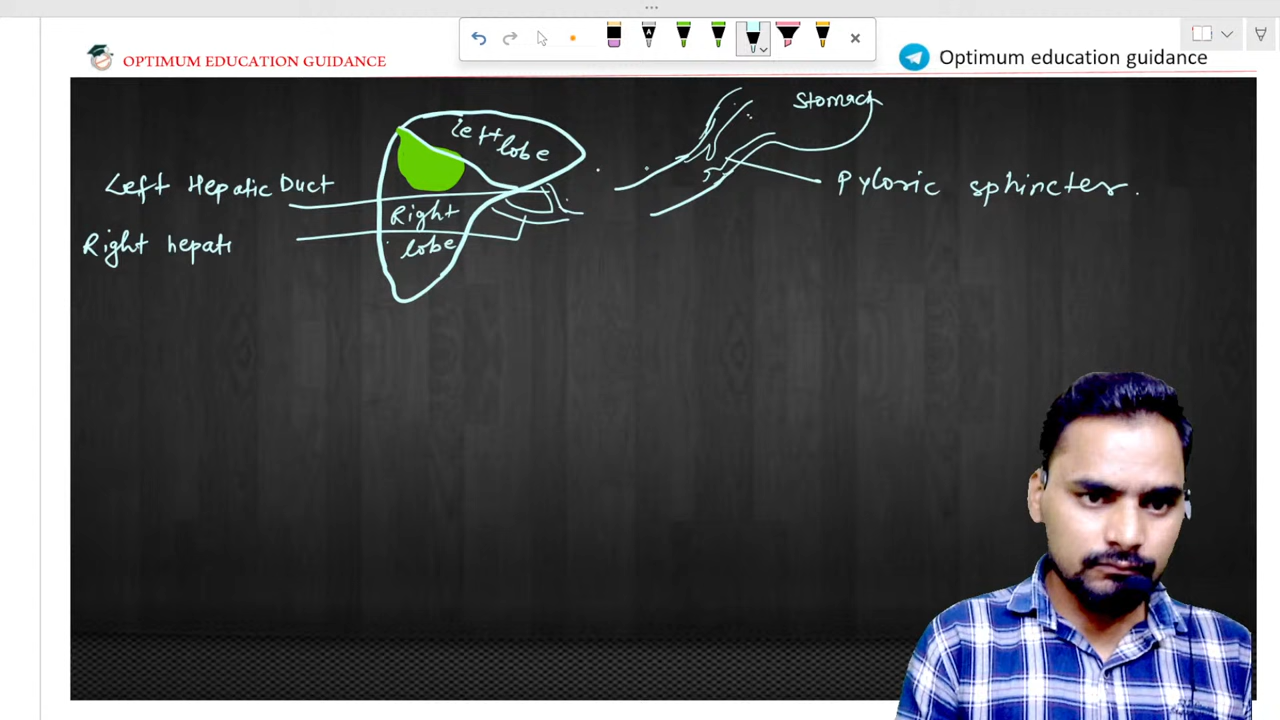 OPTIMUM EDUCATION GUIDANCE
Optimum education guidance
Stomach
Left lobe
Left Hepatic Duct
Pyloric sphincter.
Right lobe
Right hepati